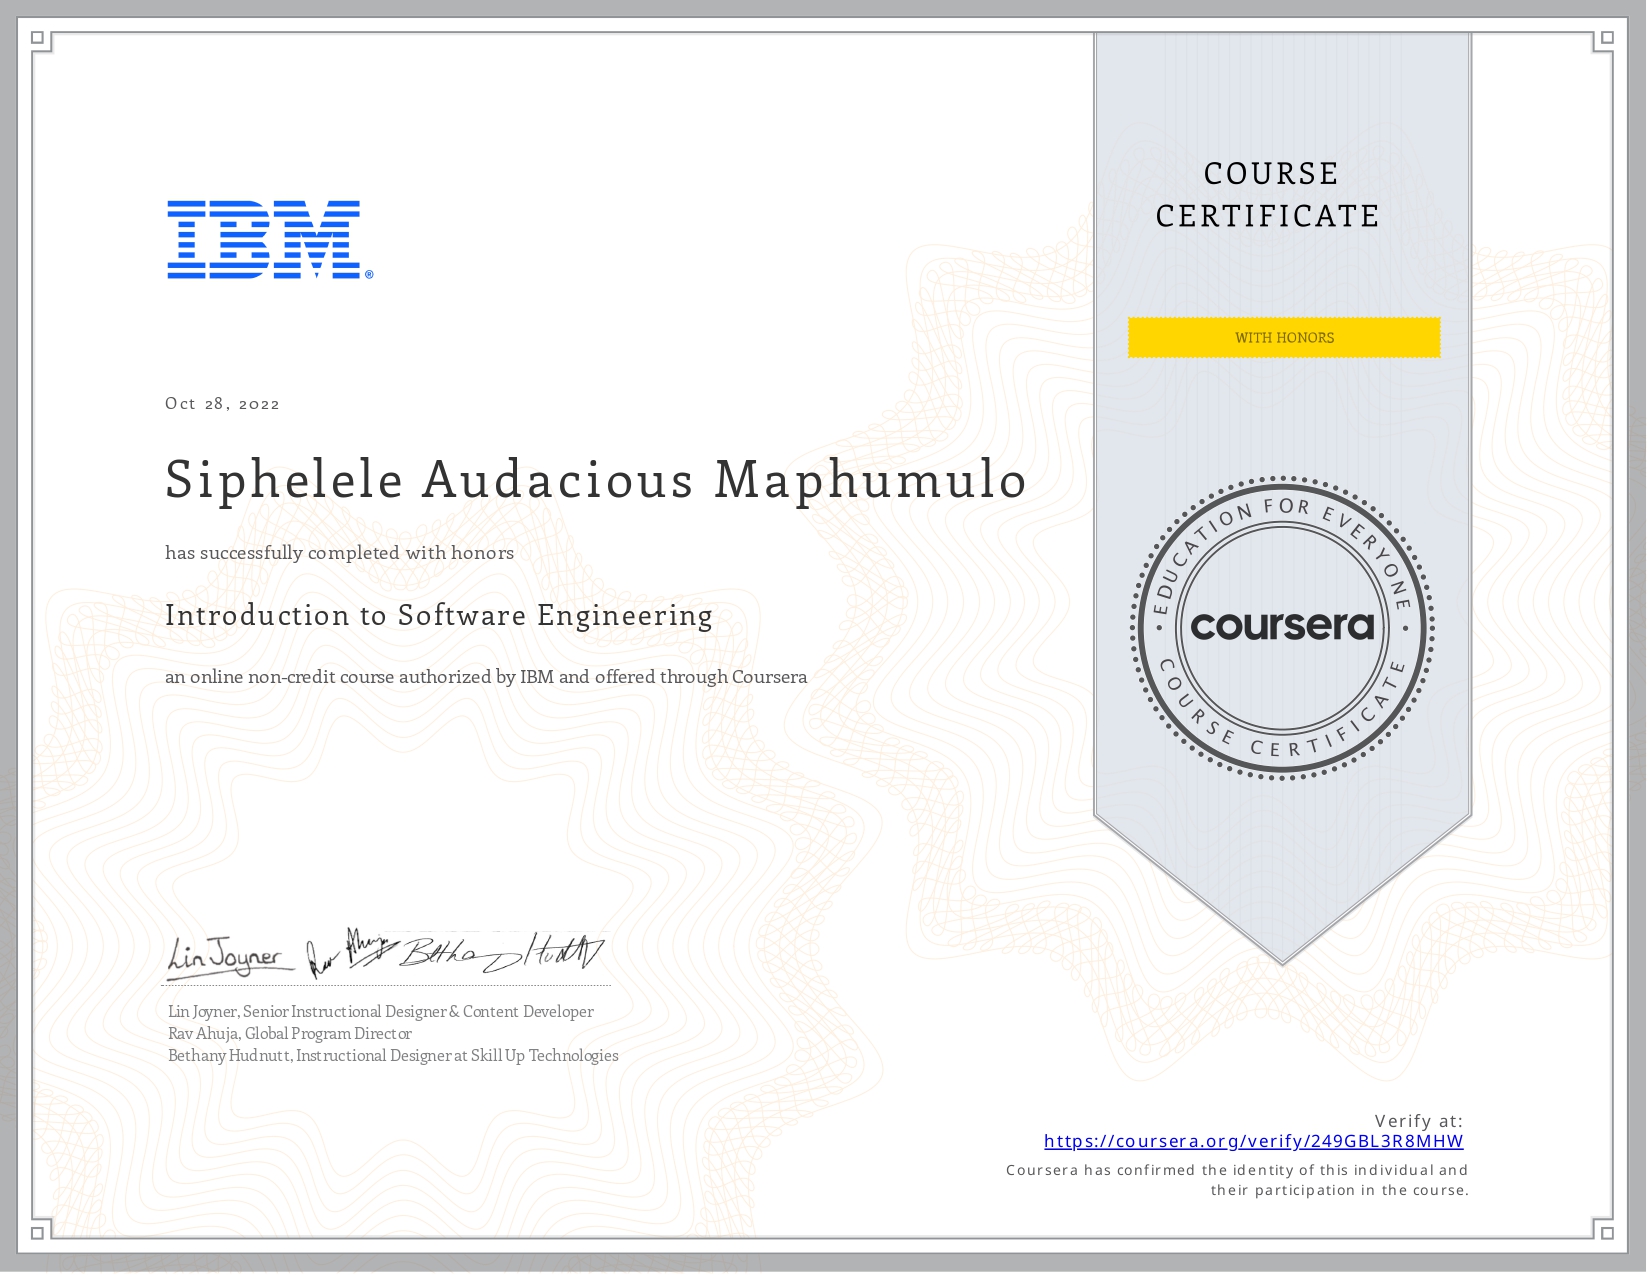 COURSE
CERTIFICATE
IBM®
WITH HONORS
Oct 28, 2022
Siphelele Audacious Maphumulo
has successfully completed with honors
Introduction to Software Engineering
an online non-credit course authorized by IBM and offered through Coursera
• EDUCATION FOR EVERYONE •
coursera
COURSE CERTIFICATE
Lin Joyner Rav Ahuja Bethany Hudnutt
Lin Joyner, Senior Instructional Designer & Content Developer
Rav Ahuja, Global Program Director
Bethany Hudnutt, Instructional Designer at Skill Up Technologies
Verify at:
https://coursera.org/verify/249GBL3R8MHW
Coursera has confirmed the identity of this individual and
their participation in the course.